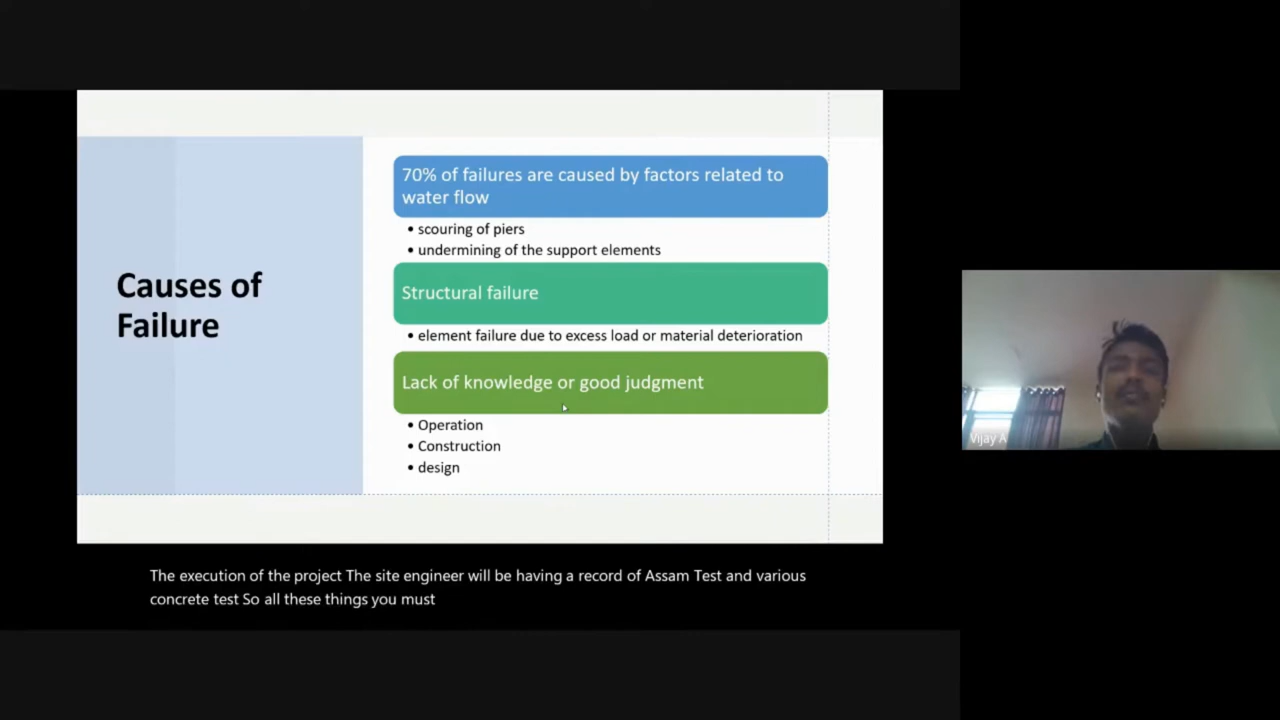 Causes of
Failure
70% of failures are caused by factors related to
water flow
• scouring of piers
• undermining of the support elements
Structural failure
• element failure due to excess load or material deterioration
Lack of knowledge or good judgment
• Operation
• Construction
• design
Vijay A
The execution of the project The site engineer will be having a record of Assam Test and various
concrete test So all these things you must